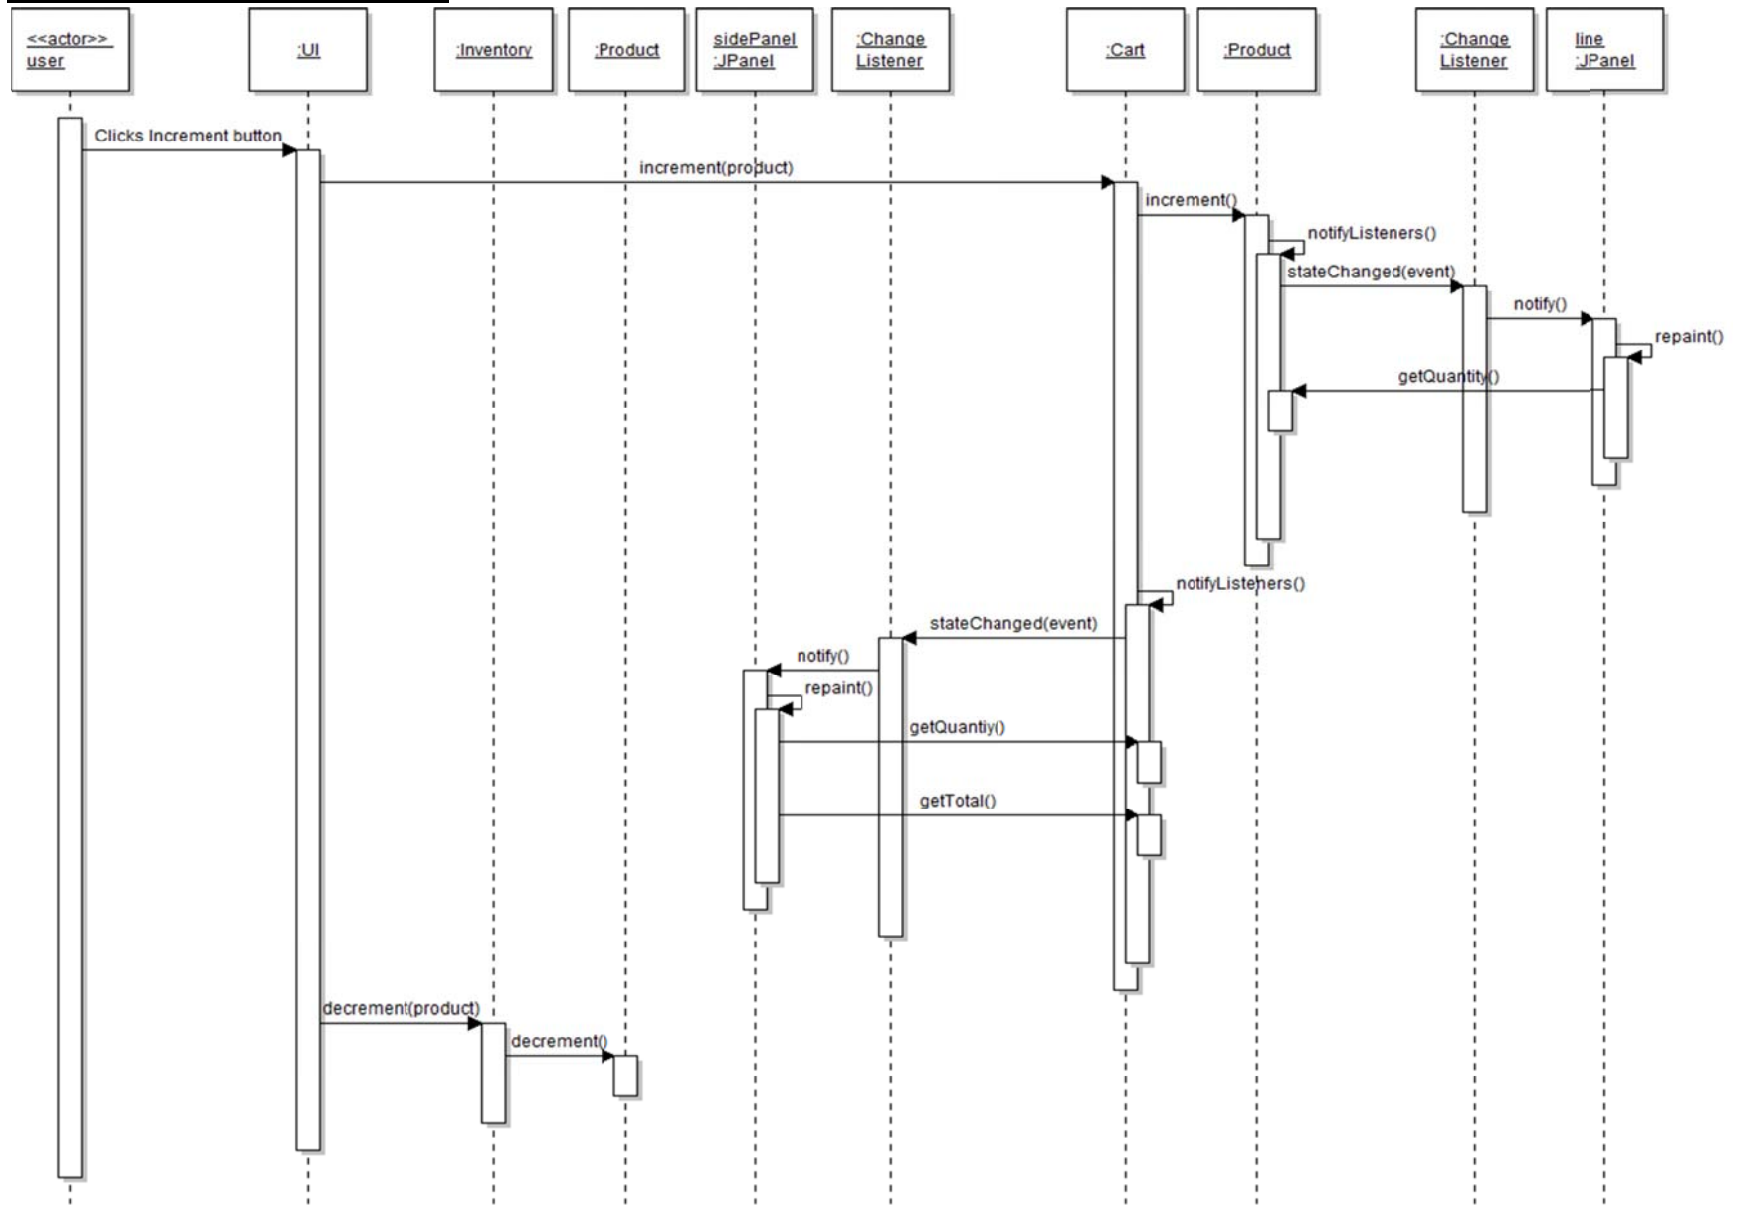 <<actor>>
user
:UI
:Inventory
:Product
sidePanel
:JPanel
:Change
Listener
:Cart
:Product
:Change
Listener
line
:JPanel
Clicks Increment button
increment(product)
increment()
notifyListeners()
stateChanged(event)
notify()
repaint()
getQuantity()
notifyListeners()
stateChanged(event)
notify()
repaint()
getQuantiy()
getTotal()
decrement(product)
decrement()